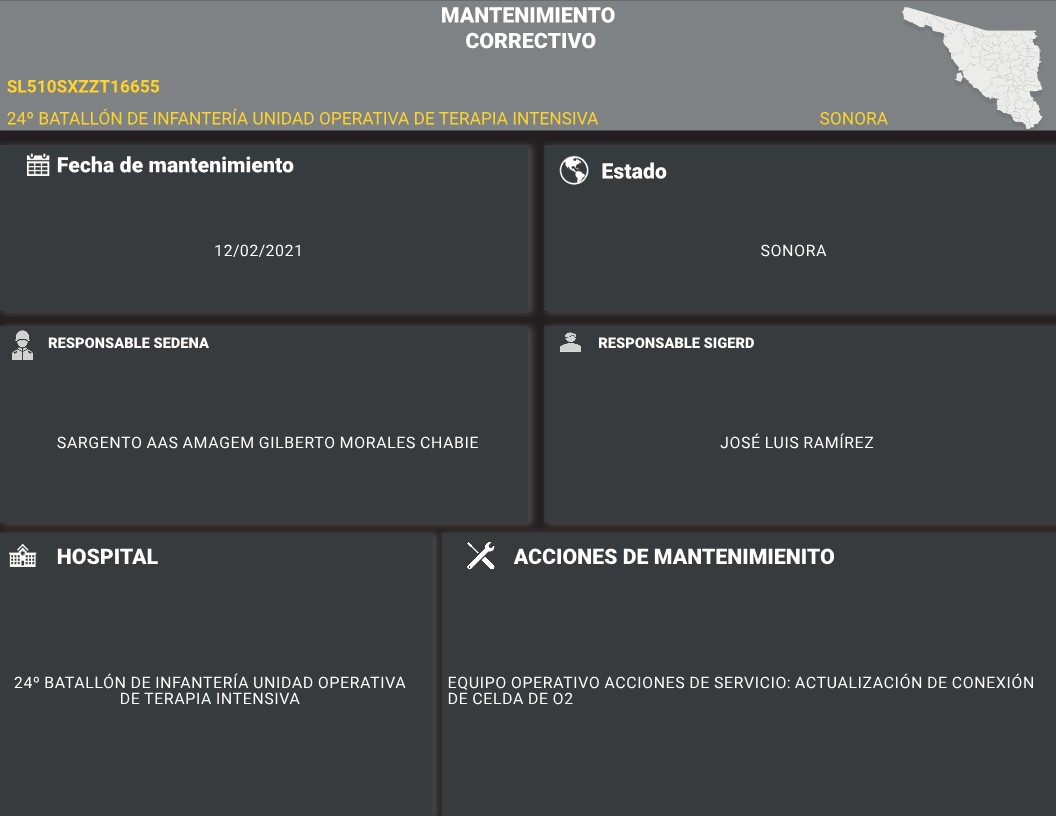 MANTENIMIENTO
CORRECTIVO
SL510SXZZT16655
24º BATALLÓN DE INFANTERÍA UNIDAD OPERATIVA DE TERAPIA INTENSIVA
SONORA
Fecha de mantenimiento
Estado
12/02/2021
SONORA
RESPONSABLE SEDENA
RESPONSABLE SIGERD
SARGENTO AAS AMAGEM GILBERTO MORALES CHABIE
JOSÉ LUIS RAMÍREZ
HOSPITAL
ACCIONES DE MANTENIMIENITO
24º BATALLÓN DE INFANTERÍA UNIDAD OPERATIVA
DE TERAPIA INTENSIVA
EQUIPO OPERATIVO ACCIONES DE SERVICIO: ACTUALIZACIÓN DE CONEXIÓN
DE CELDA DE O2